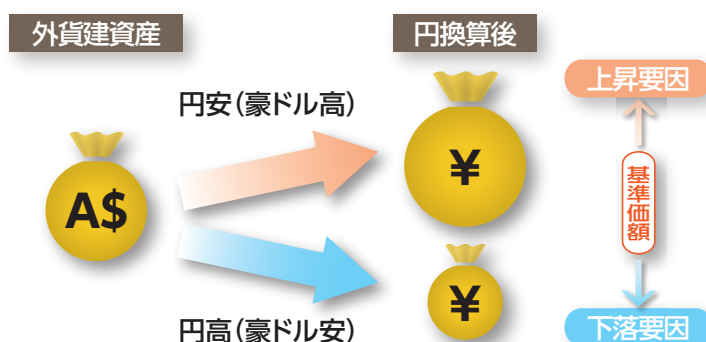 外貨建資産
円換算後
円安(豪ドル高)
上昇要因
A$
¥
基準価額
¥
円高(豪ドル安)
下落要因